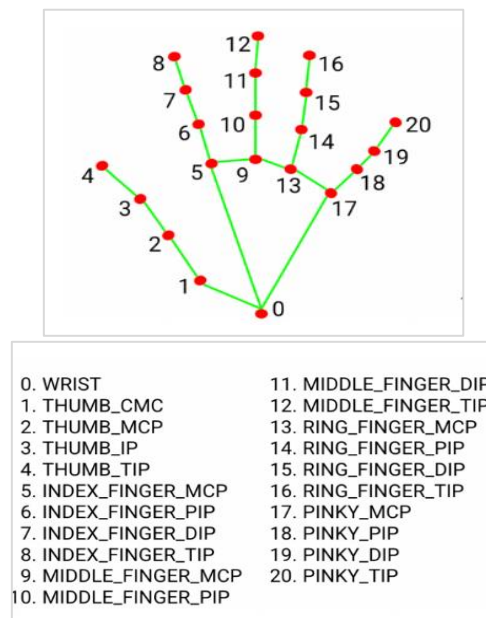 12
8
16
11
7
15
6
10
20
14
5
9
19
4
13
18
3
17
2
1
0
0. WRIST
1. THUMB_CMC
2. THUMB_MCP
3. THUMB_IP
4. THUMB_TIP
5. INDEX_FINGER_MCP
6. INDEX_FINGER_PIP
7. INDEX_FINGER_DIP
8. INDEX_FINGER_TIP
9. MIDDLE_FINGER_MCP
10. MIDDLE_FINGER_PIP
11. MIDDLE_FINGER_DIP
12. MIDDLE_FINGER_TIP
13. RING_FINGER_MCP
14. RING_FINGER_PIP
15. RING_FINGER_DIP
16. RING_FINGER_TIP
17. PINKY_MCP
18. PINKY_PIP
19. PINKY_DIP
20. PINKY_TIP